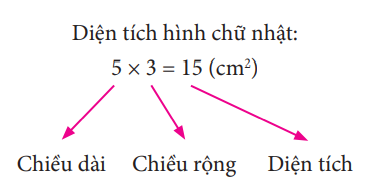 Diện tích hình chữ nhật:
5 × 3 = 15 (cm²)
Chiều dài Chiều rộng Diện tích